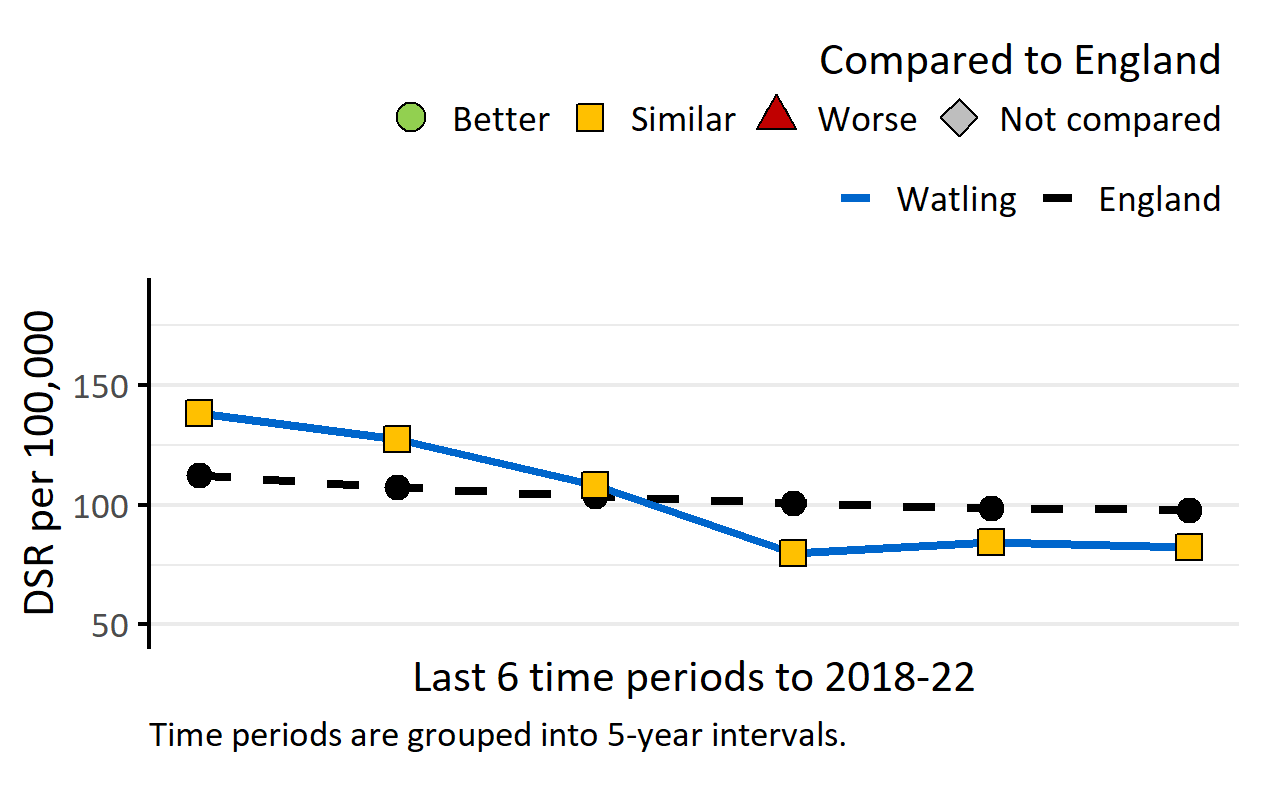 Compared to England
Better Similar Worse Not compared
Watling England
DSR per 100,000
150
100
50
Last 6 time periods to 2018-22
Time periods are grouped into 5-year intervals.